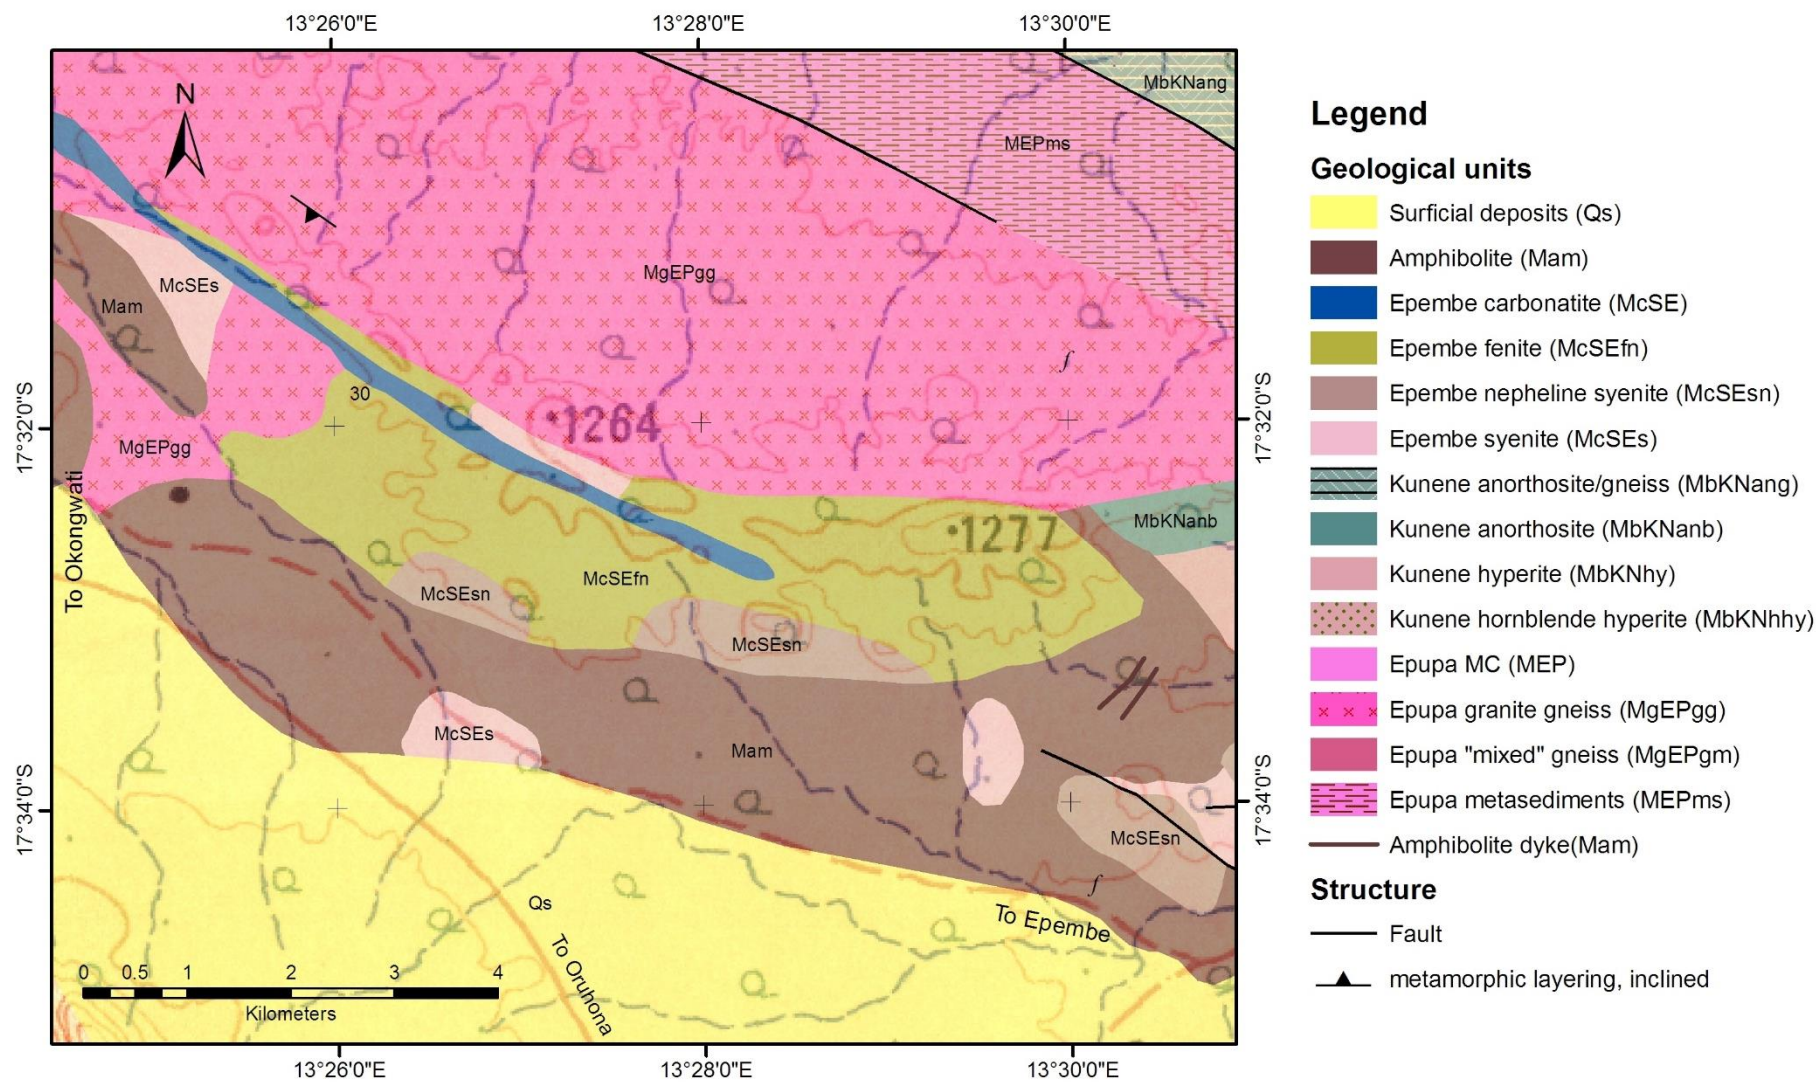 13°26'0"E
13°28'0"E
13°30'0"E
N
MbKNang
MEPms
McSEs
MgEPgg
Mam
f
30
17°32'0"S
17°32'0"S
1264
MgEPgg
To Okongwati
MbKNanb
1277
McSEfn
McSEsn
McSEsn
McSEs
Mam
17°34'0"S
17°34'0"S
McSEsn
f
Qs
To Epembe
To Oruhona
0 0.5 1 2 3 4
Kilometers
13°26'0"E
13°28'0"E
13°30'0"E
Legend
Geological units
Surficial deposits (Qs)
Amphibolite (Mam)
Epembe carbonatite (McSE)
Epembe fenite (McSEfn)
Epembe nepheline syenite (McSEsn)
Epembe syenite (McSEs)
Kunene anorthosite/gneiss (MbKNang)
Kunene anorthosite (MbKNanb)
Kunene hyperite (MbKNhy)
Kunene hornblende hyperite (MbKNhhy)
Epupa MC (MEP)
Epupa granite gneiss (MgEPgg)
Epupa "mixed" gneiss (MgEPgm)
Epupa metasediments (MEPms)
Amphibolite dyke(Mam)
Structure
Fault
metamorphic layering, inclined